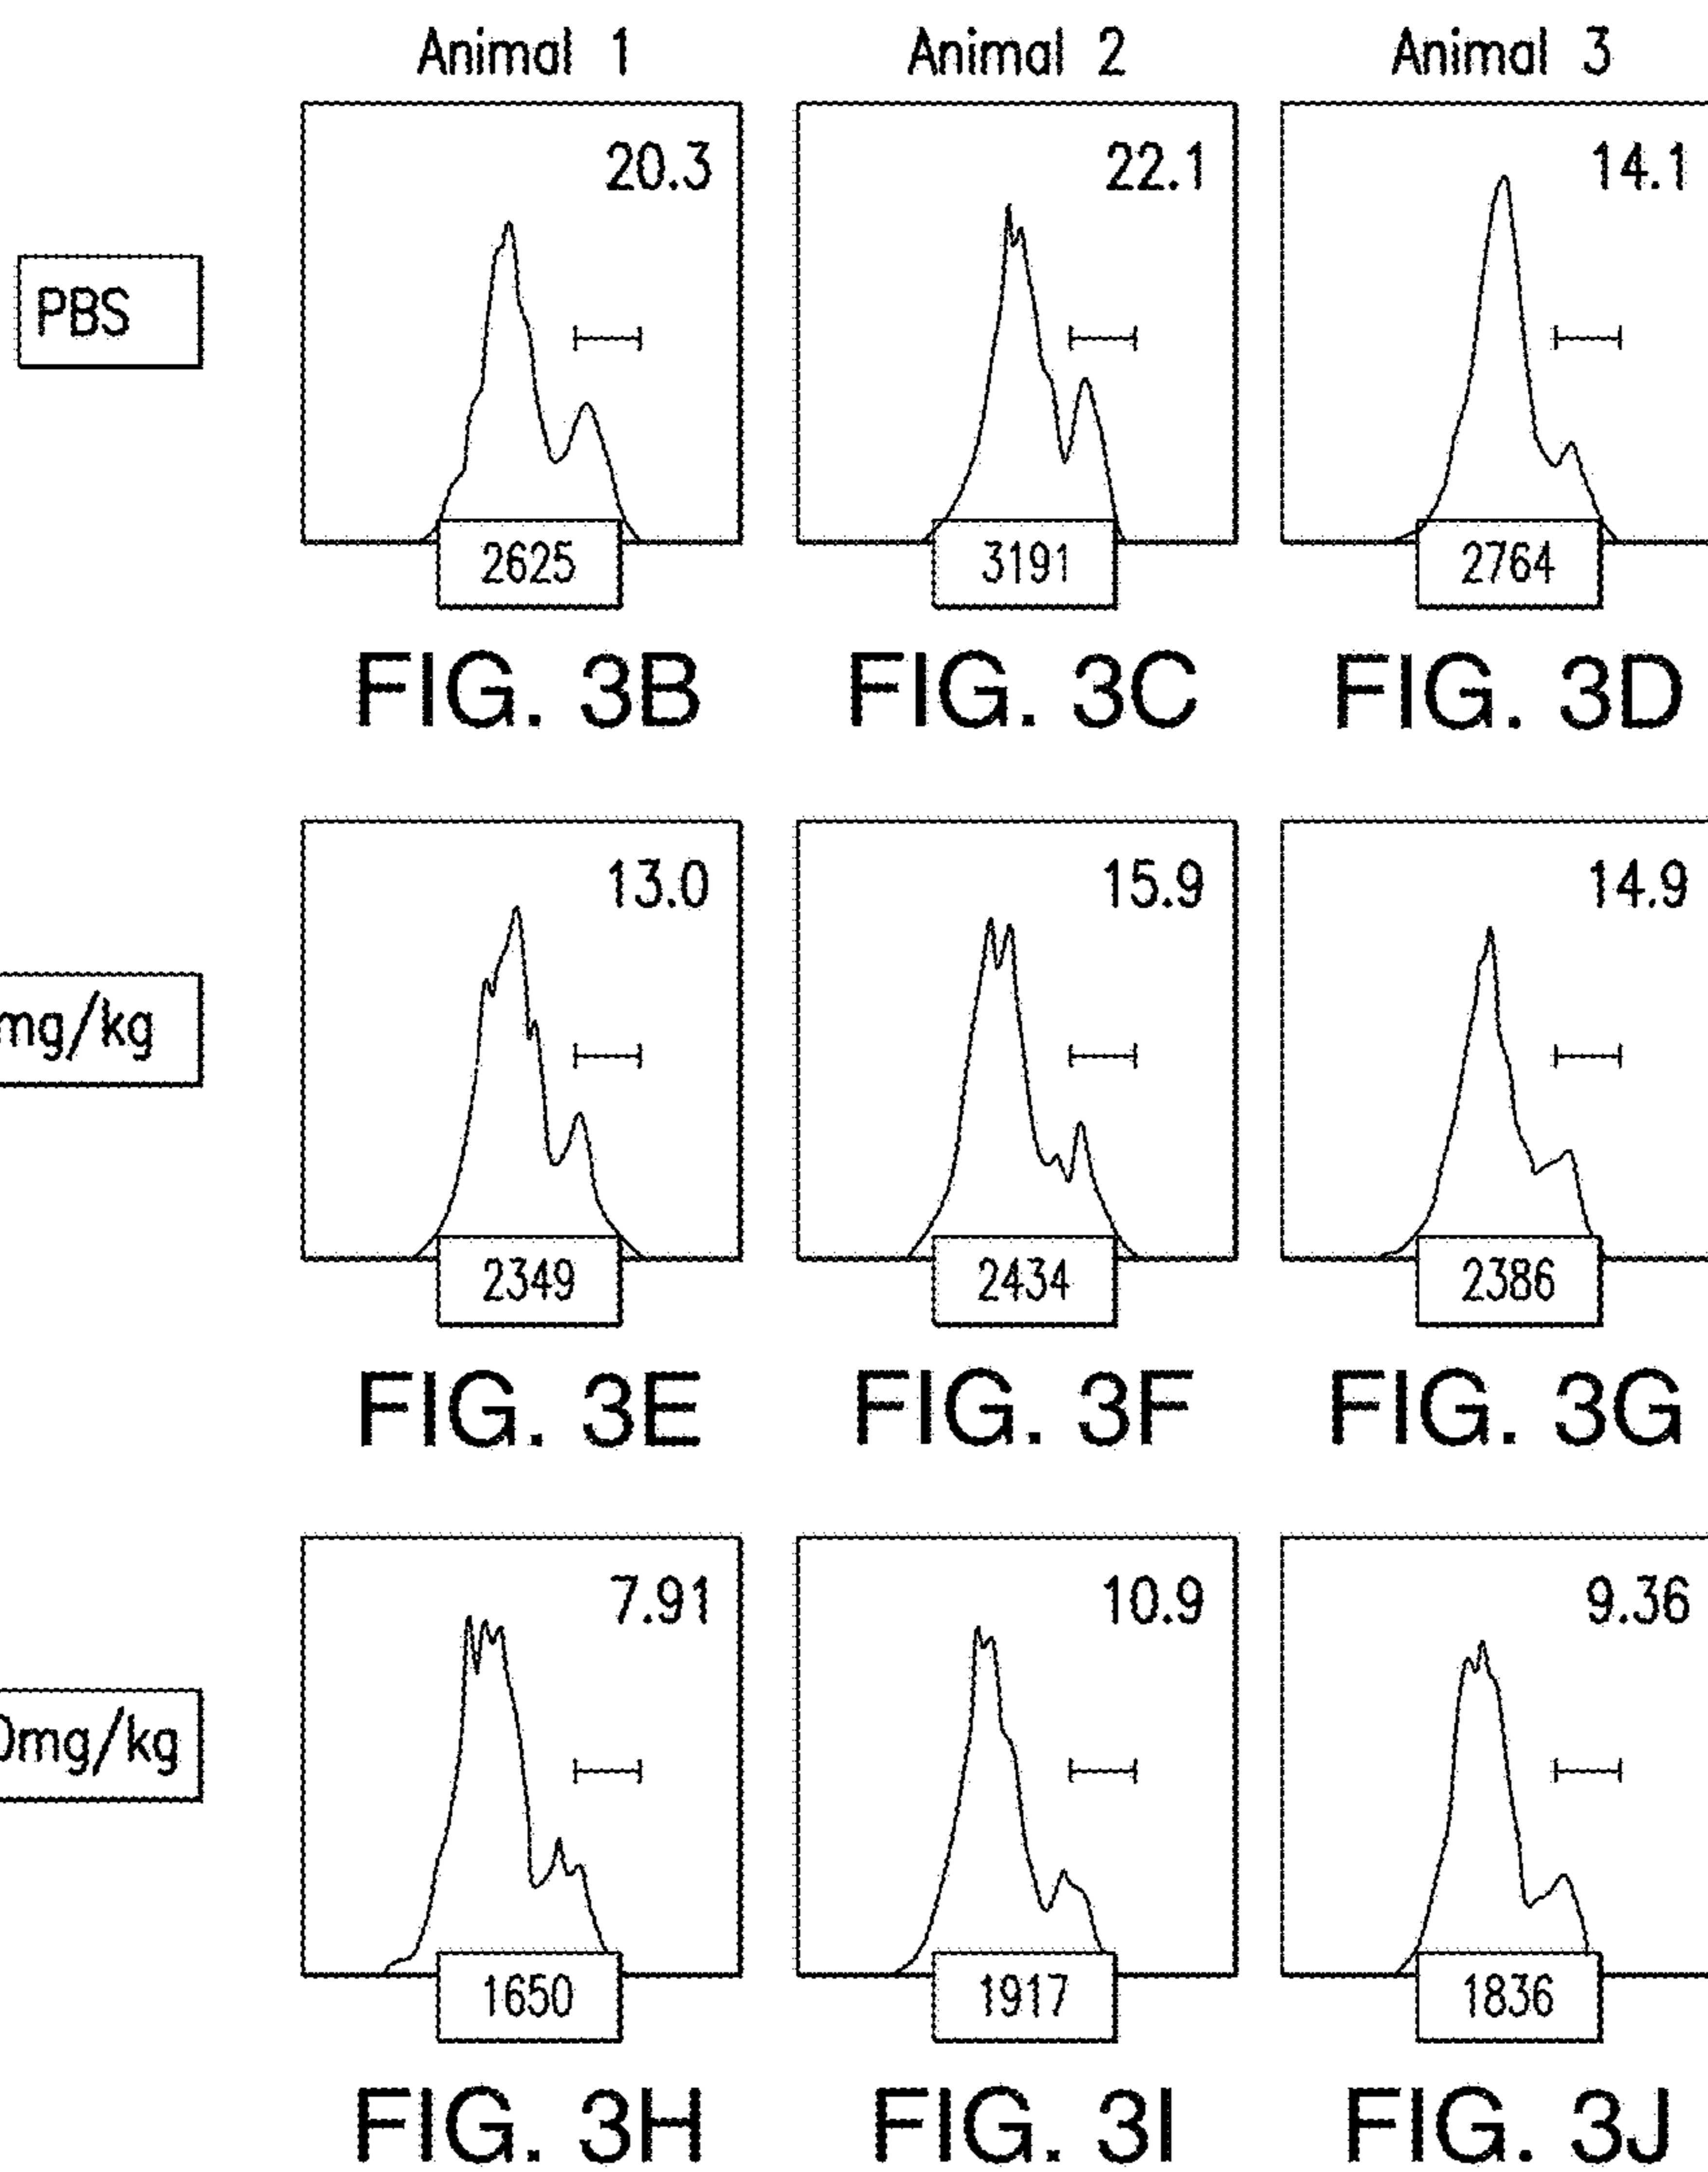 Animal 1 Animal 2 Animal 3
20.3 22.1 14.1
PBS
2625 3191 2764
FIG. 3B FIG. 3C FIG. 3D
13.0 15.9 14.9
mg/kg
2349 2434 2386
FIG. 3E FIG. 3F FIG. 3G
7.91 10.9 9.36
0mg/kg
1650 1917 1836
FIG. 3H FIG. 3I FIG. 3J